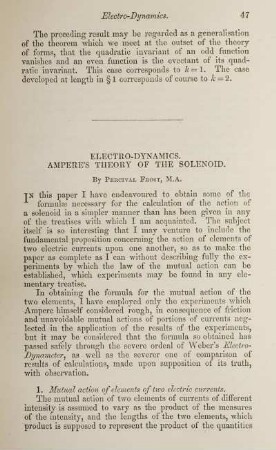 Electro-Dynamics. 47
The preceding result may be regarded as a generalisation
of the theorem which we meet at the outset of the theory
of forms, that the quadratic invariant of an odd function
vanishes and an even function is the evectant of its quad-
ratic invariant. This case corresponds to k=1. The case
developed at length in § 1 corresponds of course to k=2.
ELECTRO-DYNAMICS.
AMPERE'S THEORY OF THE SOLENOID.
By PERCIVAL FROST, M.A.
IN this paper I have endeavoured to obtain some of the
formulæ necessary for the calculation of the action of
a solenoid in a simpler manner than has been given in any
of the treatises with which I am acquainted. The subject
itself is so interesting that I may venture to include the
fundamental proposition concerning the action of elements of
two electric currents upon one another, so as to make the
paper as complete as I can without describing fully the ex-
periments by which the law of the mutual action can be
established, which experiments may be found in any ele-
mentary treatise.
In obtaining the formula for the mutual action of the
two elements, I have employed only the experiments which
Ampere himself considered rough, in consequence of friction
and unavoidable mutual actions of portions of currents neg-
lected in the application of the results of the experiments,
but it may be considered that the formula so obtained has
passed safely through the severe ordeal of Weber's Electro-
Dynamometer, as well as the severer one of comparison of
results of calculations, made upon supposition of its truth,
with observation.
1. Mutual action of elements of two electric currents.
The mutual action of two elements of currents of different
intensity is assumed to vary as the product of the measures
of the intensity, and the lengths of the two elements, which
product is supposed to represent the product of the quantities